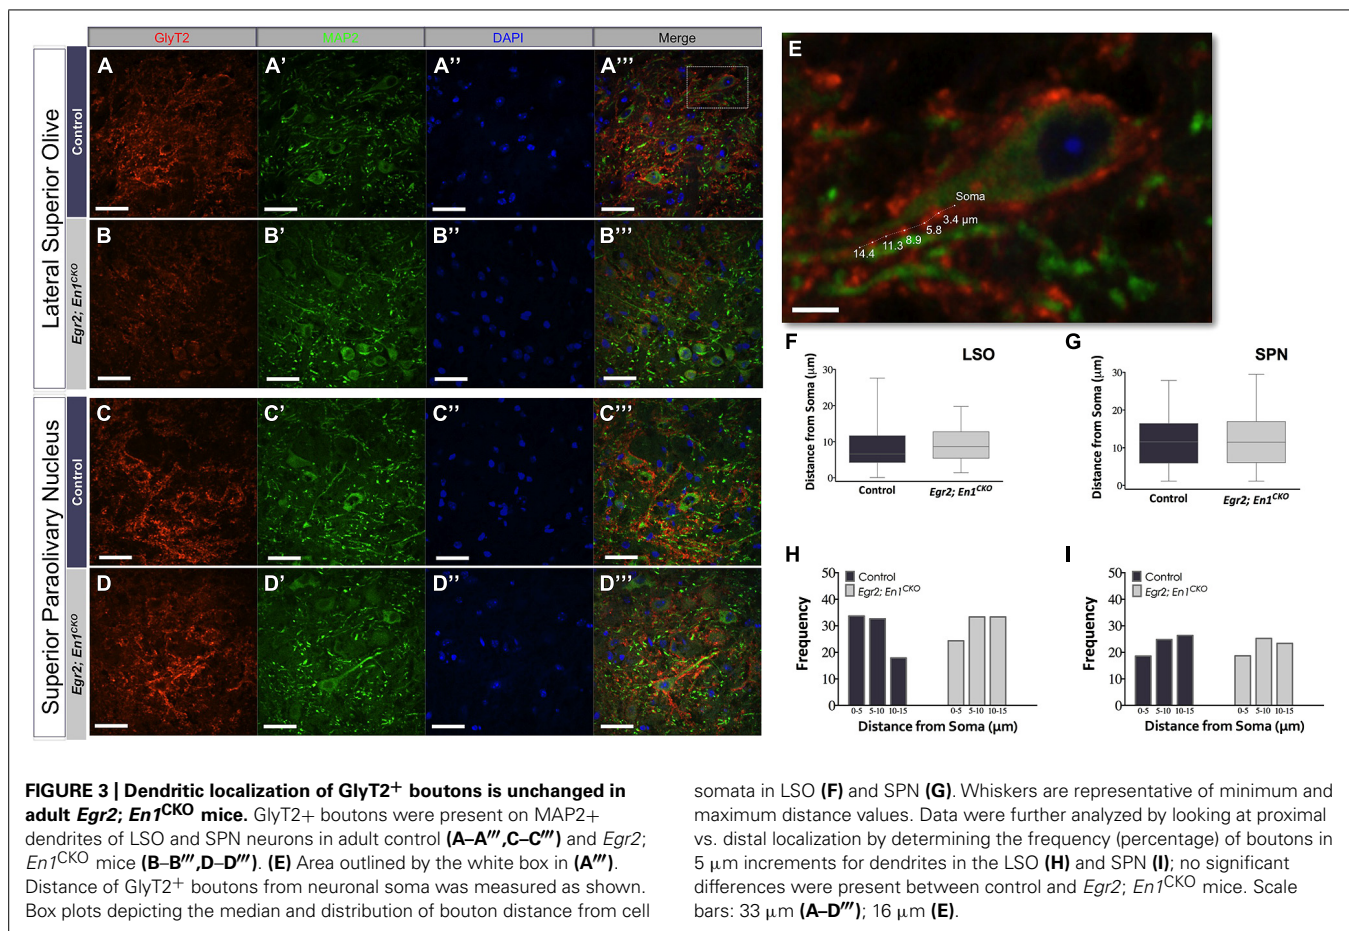 GlyT2 MAP2 DAPI Merge
Lateral Superior Olive
Control
A A' A'' A'''
Egr2; En1CKO
B B' B'' B'''
Superior Paraolivary Nucleus
Control
C C' C'' C'''
Egr2; En1CKO
D D' D'' D'''
E
Soma
3.4 µm
5.8
8.9
11.3
14.4
F LSO
Distance from Soma (µm)
30
20
10
0
Control Egr2; En1CKO
G SPN
Distance from Soma (µm)
30
20
10
0
Control Egr2; En1CKO
H
Control
Egr2; En1CKO
Frequency
50
40
30
20
10
0
0-5 5-10 10-15 0-5 5-10 10-15
Distance from Soma (µm)
I
Control
Egr2; En1CKO
Frequency
50
40
30
20
10
0
0-5 5-10 10-15 0-5 5-10 10-15
Distance from Soma (µm)
FIGURE 3 | Dendritic localization of GlyT2+ boutons is unchanged in
adult Egr2; En1CKO mice. GlyT2+ boutons were present on MAP2+
dendrites of LSO and SPN neurons in adult control (A–A‴,C–C‴) and Egr2;
En1CKO mice (B–B‴,D–D‴). (E) Area outlined by the white box in (A‴).
Distance of GlyT2+ boutons from neuronal soma was measured as shown.
Box plots depicting the median and distribution of bouton distance from cell
somata in LSO (F) and SPN (G). Whiskers are representative of minimum and
maximum distance values. Data were further analyzed by looking at proximal
vs. distal localization by determining the frequency (percentage) of boutons in
5 µm increments for dendrites in the LSO (H) and SPN (I); no significant
differences were present between control and Egr2; En1CKO mice. Scale
bars: 33 µm (A–D‴); 16 µm (E).